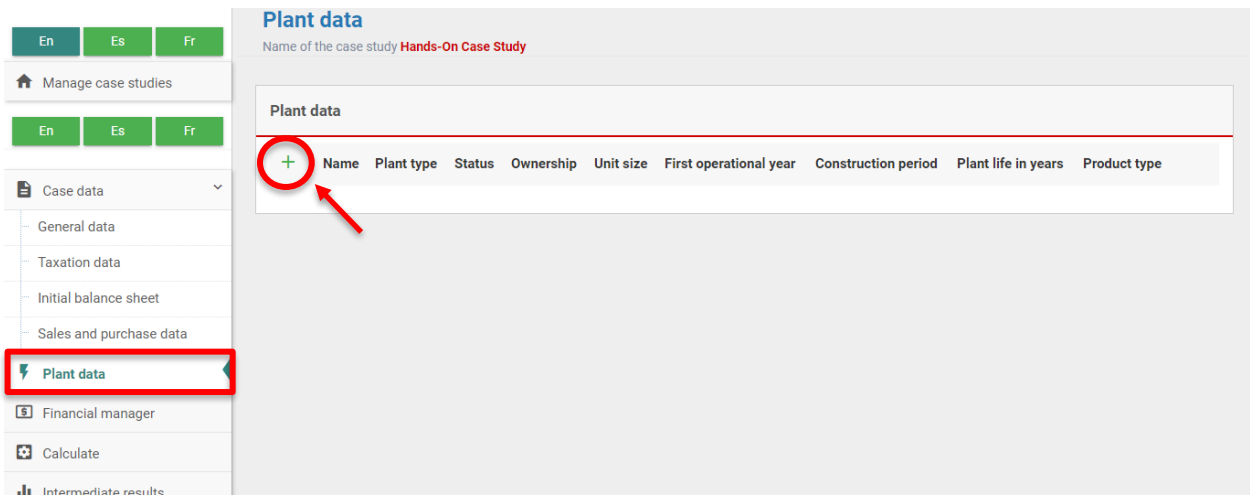 En Es Fr
Manage case studies
En Es Fr
Case data
General data
Taxation data
Initial balance sheet
Sales and purchase data
Plant data
Financial manager
Calculate
Intermediate results
Plant data
Name of the case study Hands-On Case Study
Plant data
+ Name Plant type Status Ownership Unit size First operational year Construction period Plant life in years Product type